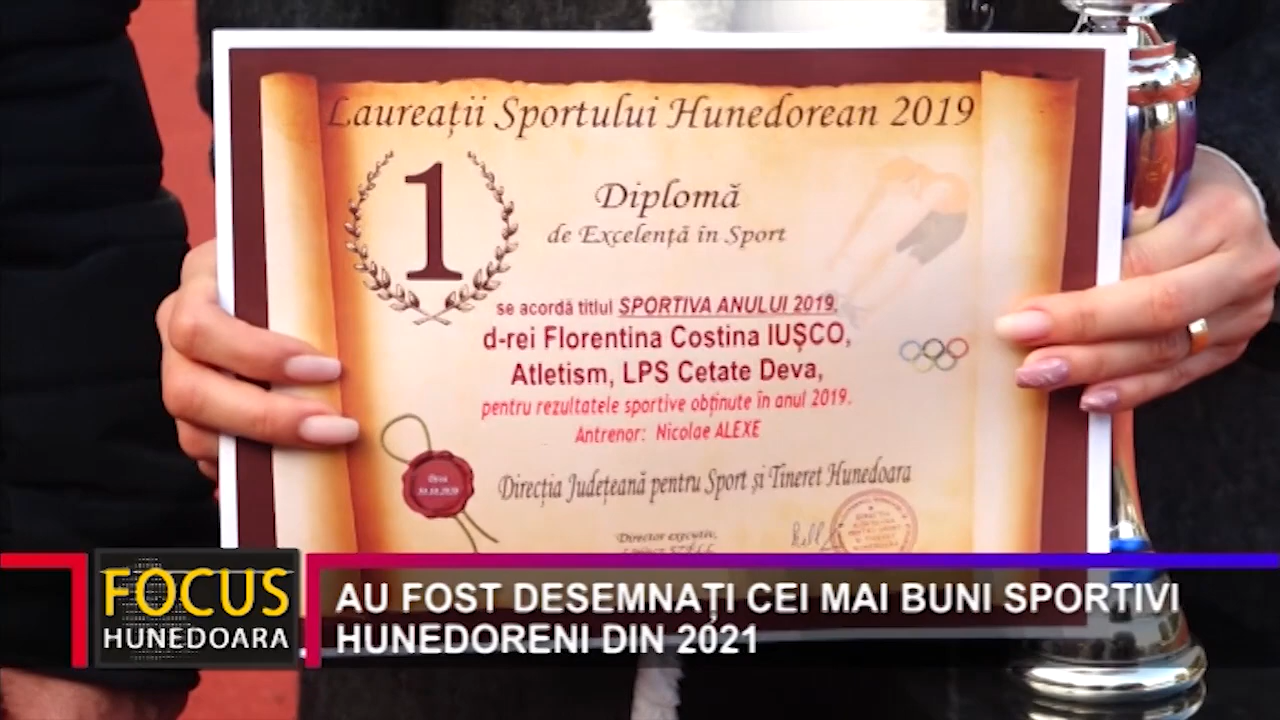 Laureații Sportului Hunedorean 2019
1
Diplomă
de Excelență în Sport
se acordă titlul SPORTIVA ANULUI 2019,
d-rei Florentina Costina IUȘCO,
Atletism, LPS Cetate Deva,
pentru rezultatele sportive obținute în anul 2019.
Antrenor: Nicolae ALEXE
Direcția Județeană pentru Sport și Tineret Hunedoara
Director executiv,
FOCUS
HUNEDOARA
AU FOST DESEMNAȚI CEI MAI BUNI SPORTIVI
HUNEDORENI DIN 2021